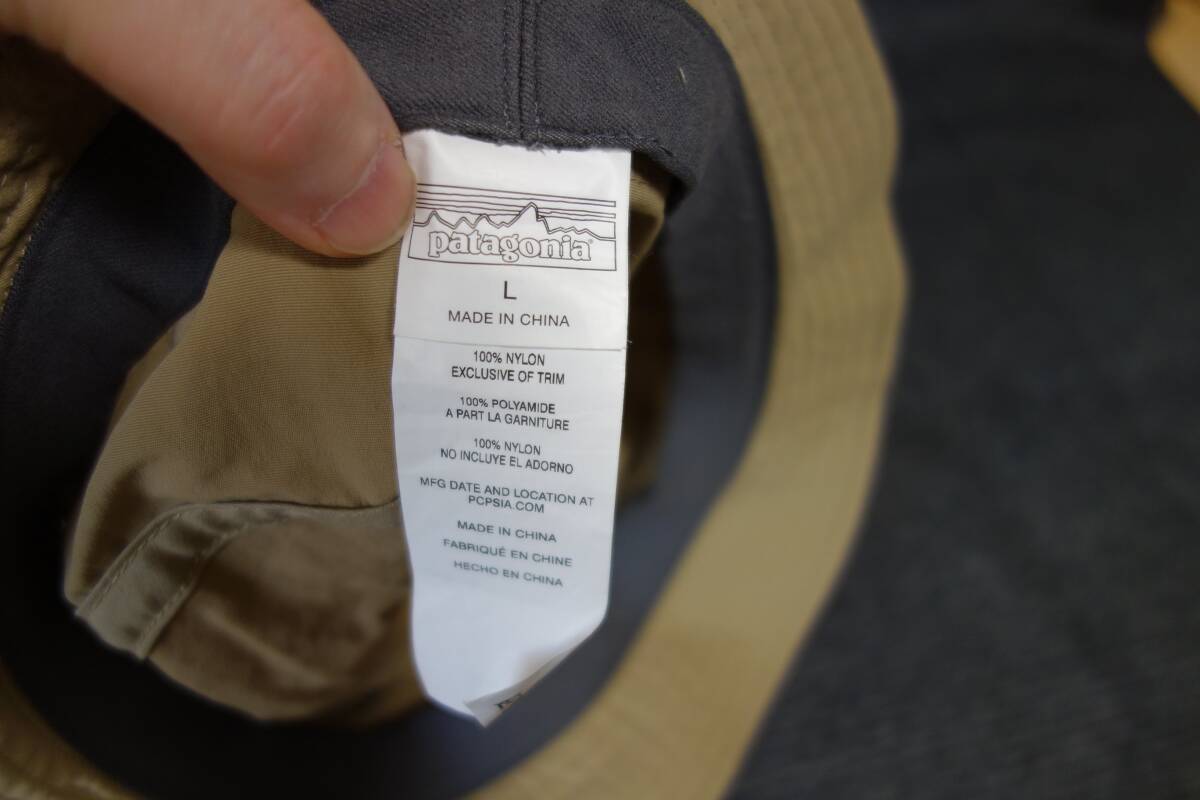 patagonia®
L
MADE IN CHINA
100% NYLON
EXCLUSIVE OF TRIM
100% POLYAMIDE
A PART LA GARNITURE
100% NYLON
NO INCLUYE EL ADORNO
MFG DATE AND LOCATION AT
PCPSIA.COM
MADE IN CHINA
FABRIQUÉ EN CHINE
HECHO EN CHINA